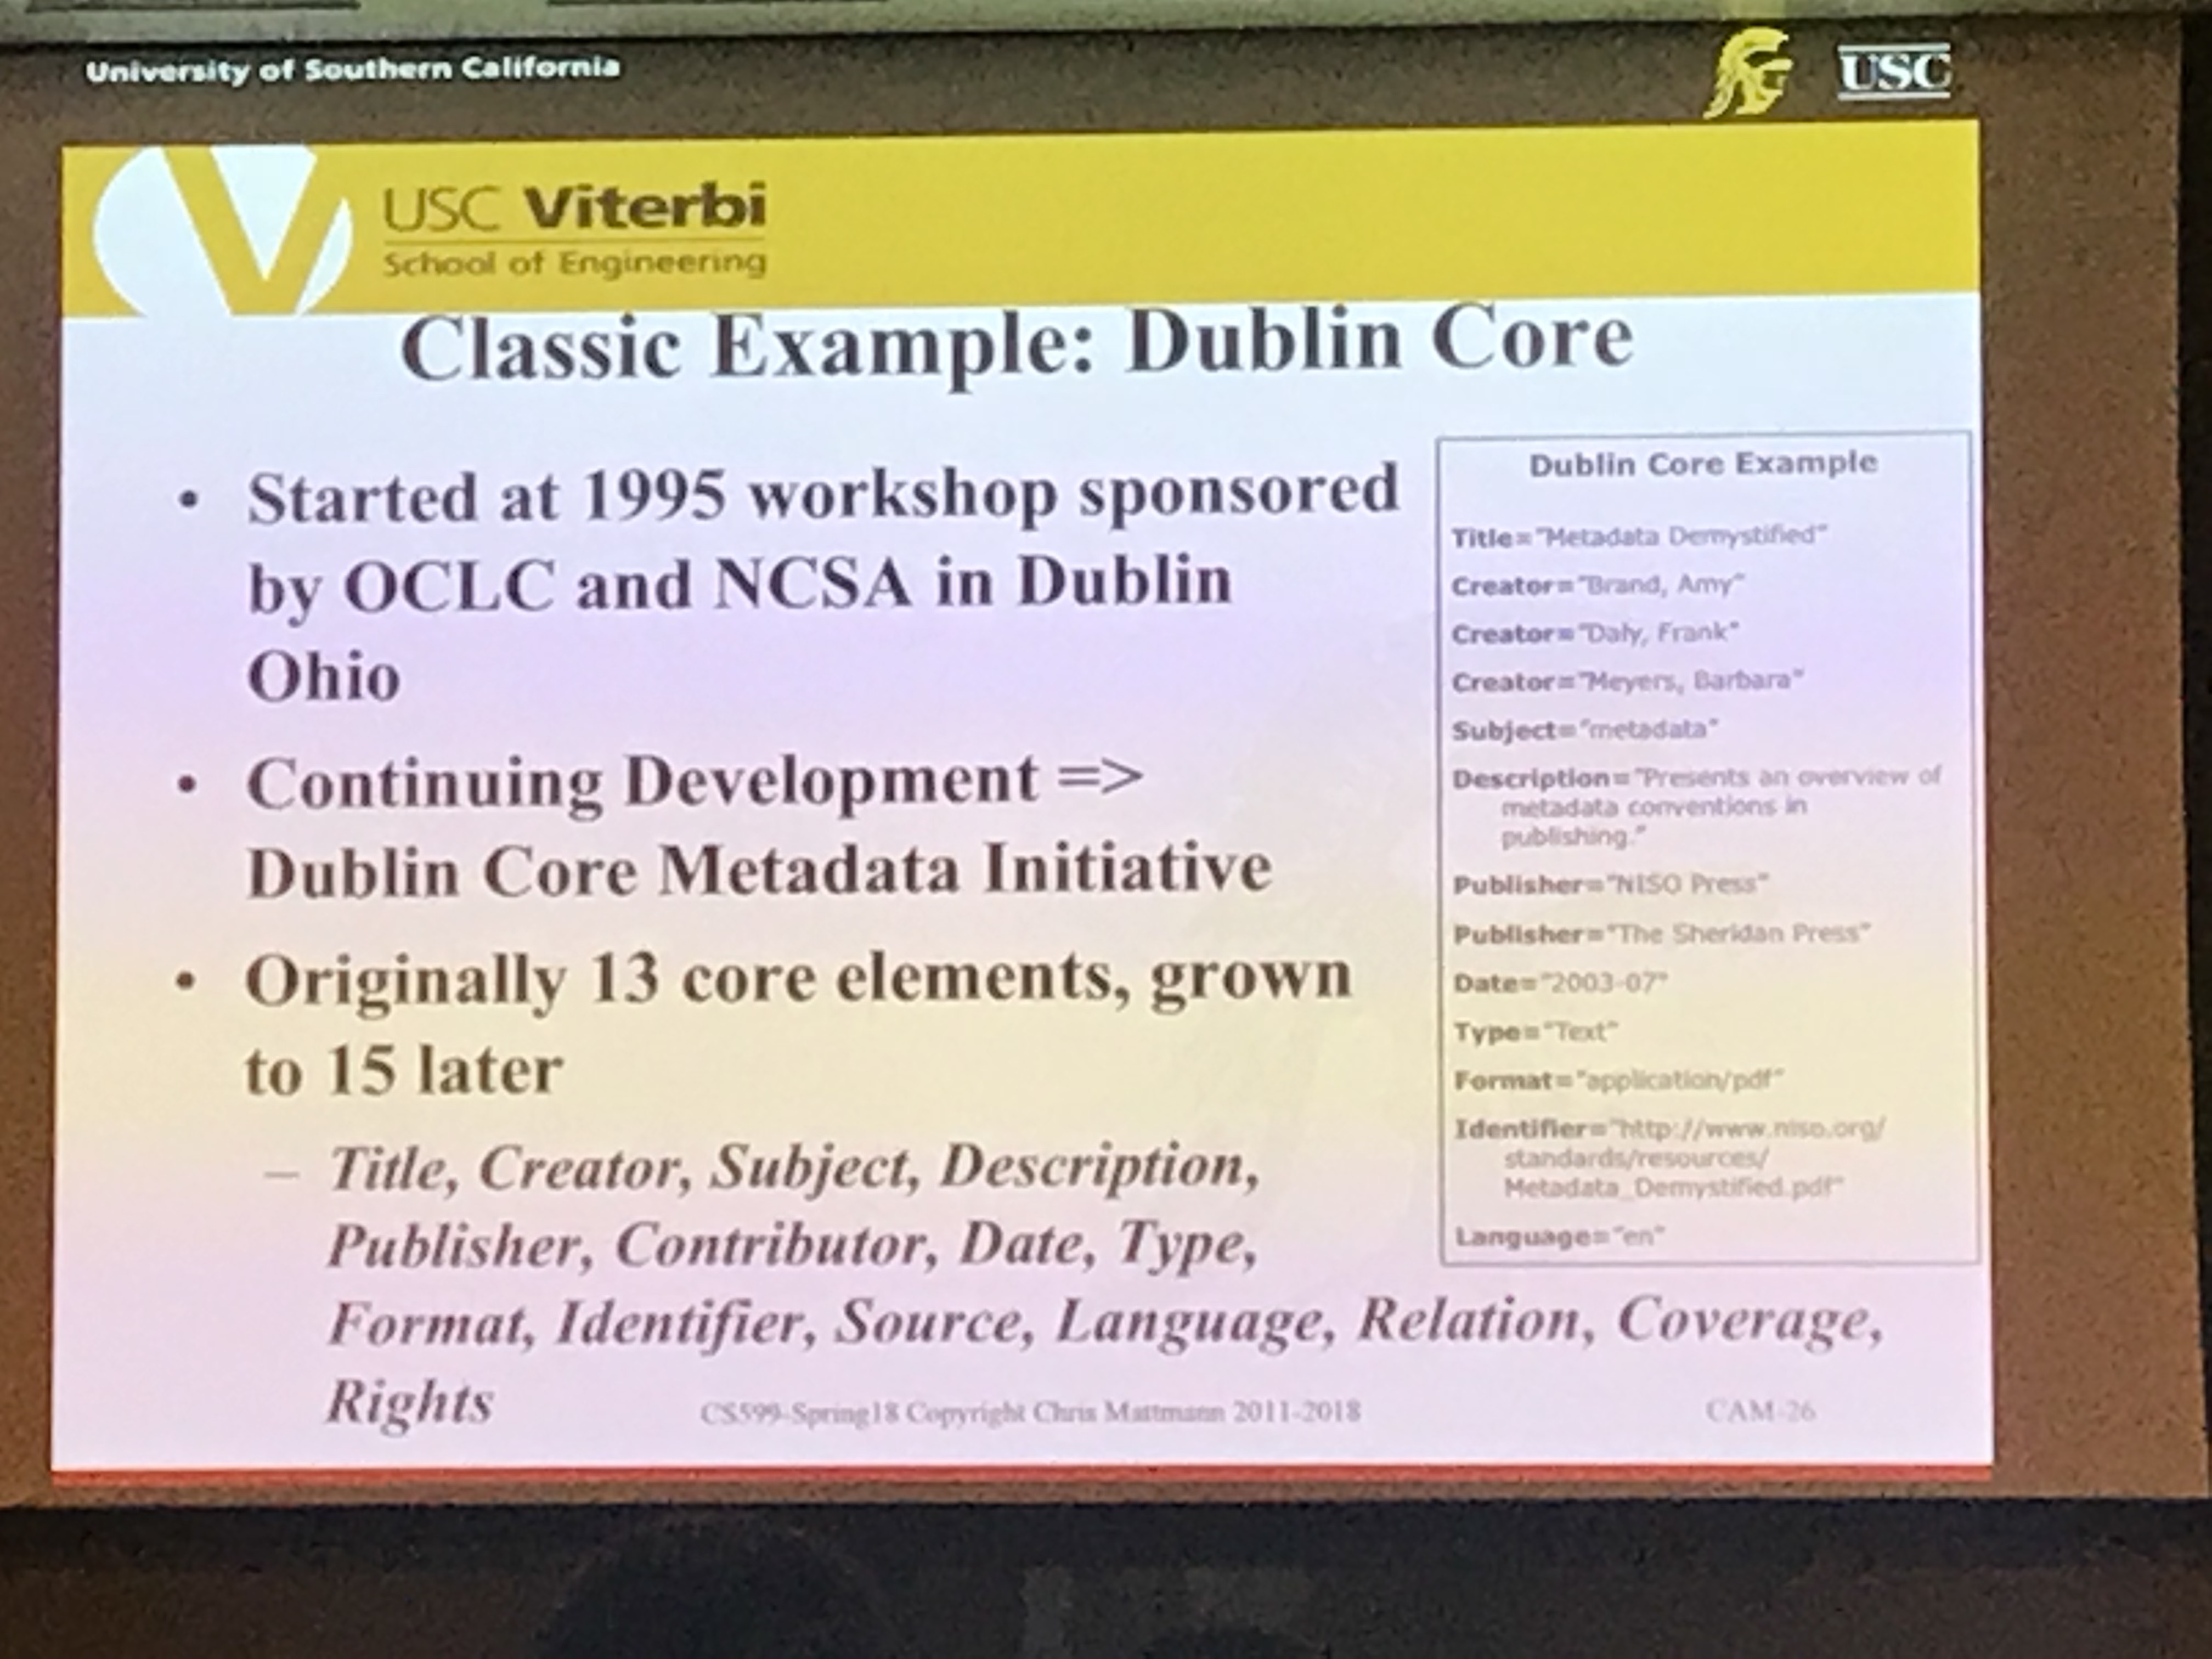 University of Southern California
USC
USC Viterbi
School of Engineering
Classic Example: Dublin Core
• Started at 1995 workshop sponsored
by OCLC and NCSA in Dublin
Ohio
• Continuing Development =>
Dublin Core Metadata Initiative
• Originally 13 core elements, grown
to 15 later
– Title, Creator, Subject, Description,
Publisher, Contributor, Date, Type,
Format, Identifier, Source, Language, Relation, Coverage,
Rights
Dublin Core Example
Title="Metadata Demystified"
Creator="Brand, Amy"
Creator="Daly, Frank"
Creator="Meyers, Barbara"
Subject="metadata"
Description="Presents an overview of
metadata conventions in
publishing."
Publisher="NISO Press"
Publisher="The Sheridan Press"
Date="2003-07"
Type="Text"
Format="application/pdf"
Identifier="http://www.niso.org/
standards/resources/
Metadata_Demystified.pdf"
Language="en"
CS599-Spring18 Copyright Chris Mattmann 2011-2018
CAM-26